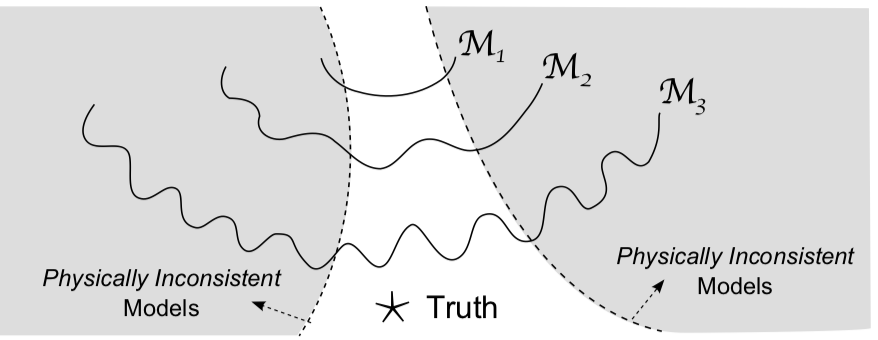 ℳ₁
ℳ₂
ℳ₃
Physically Inconsistent
Models
Physically Inconsistent
Models
Truth